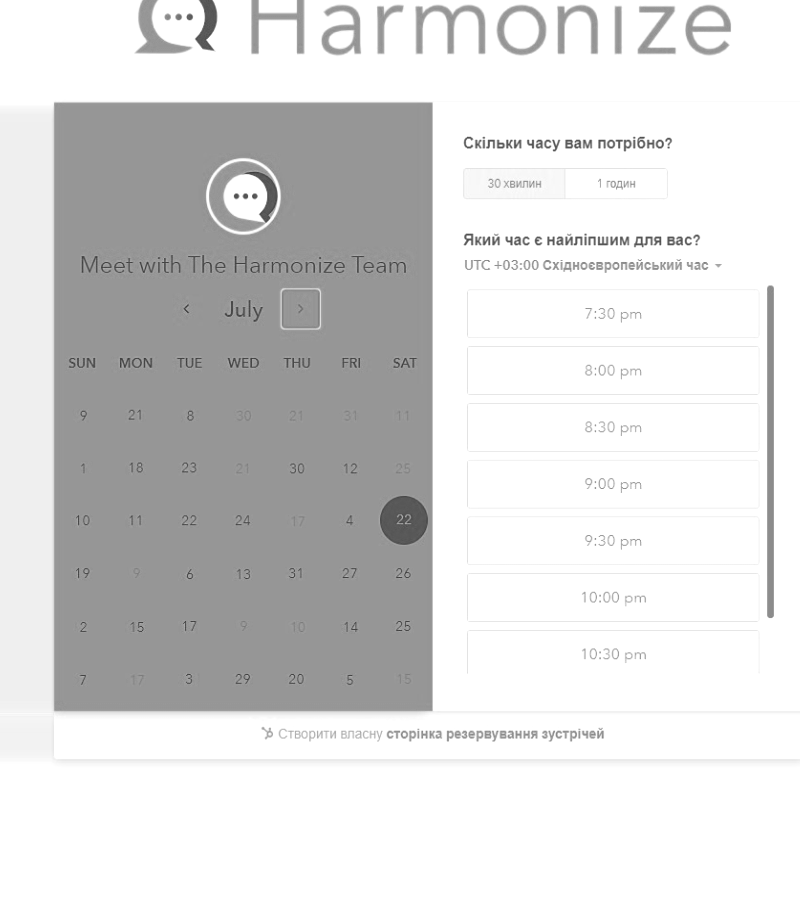 Harmonize
Meet with The Harmonize Team
July
SUN MON TUE WED THU FRI SAT
9 21 8 30 21 31 11
1 18 23 21 30 12 25
10 11 22 24 17 4 22
19 9 6 13 31 27 26
2 15 17 9 10 14 25
7 17 3 29 20 5 15
Скільки часу вам потрібно?
30 хвилин 1 годин
Який час є найліпшим для вас?
UTC +03:00 Східноєвропейський час
7:30 pm
8:00 pm
8:30 pm
9:00 pm
9:30 pm
10:00 pm
10:30 pm
Створити власну сторінка резервування зустрічей